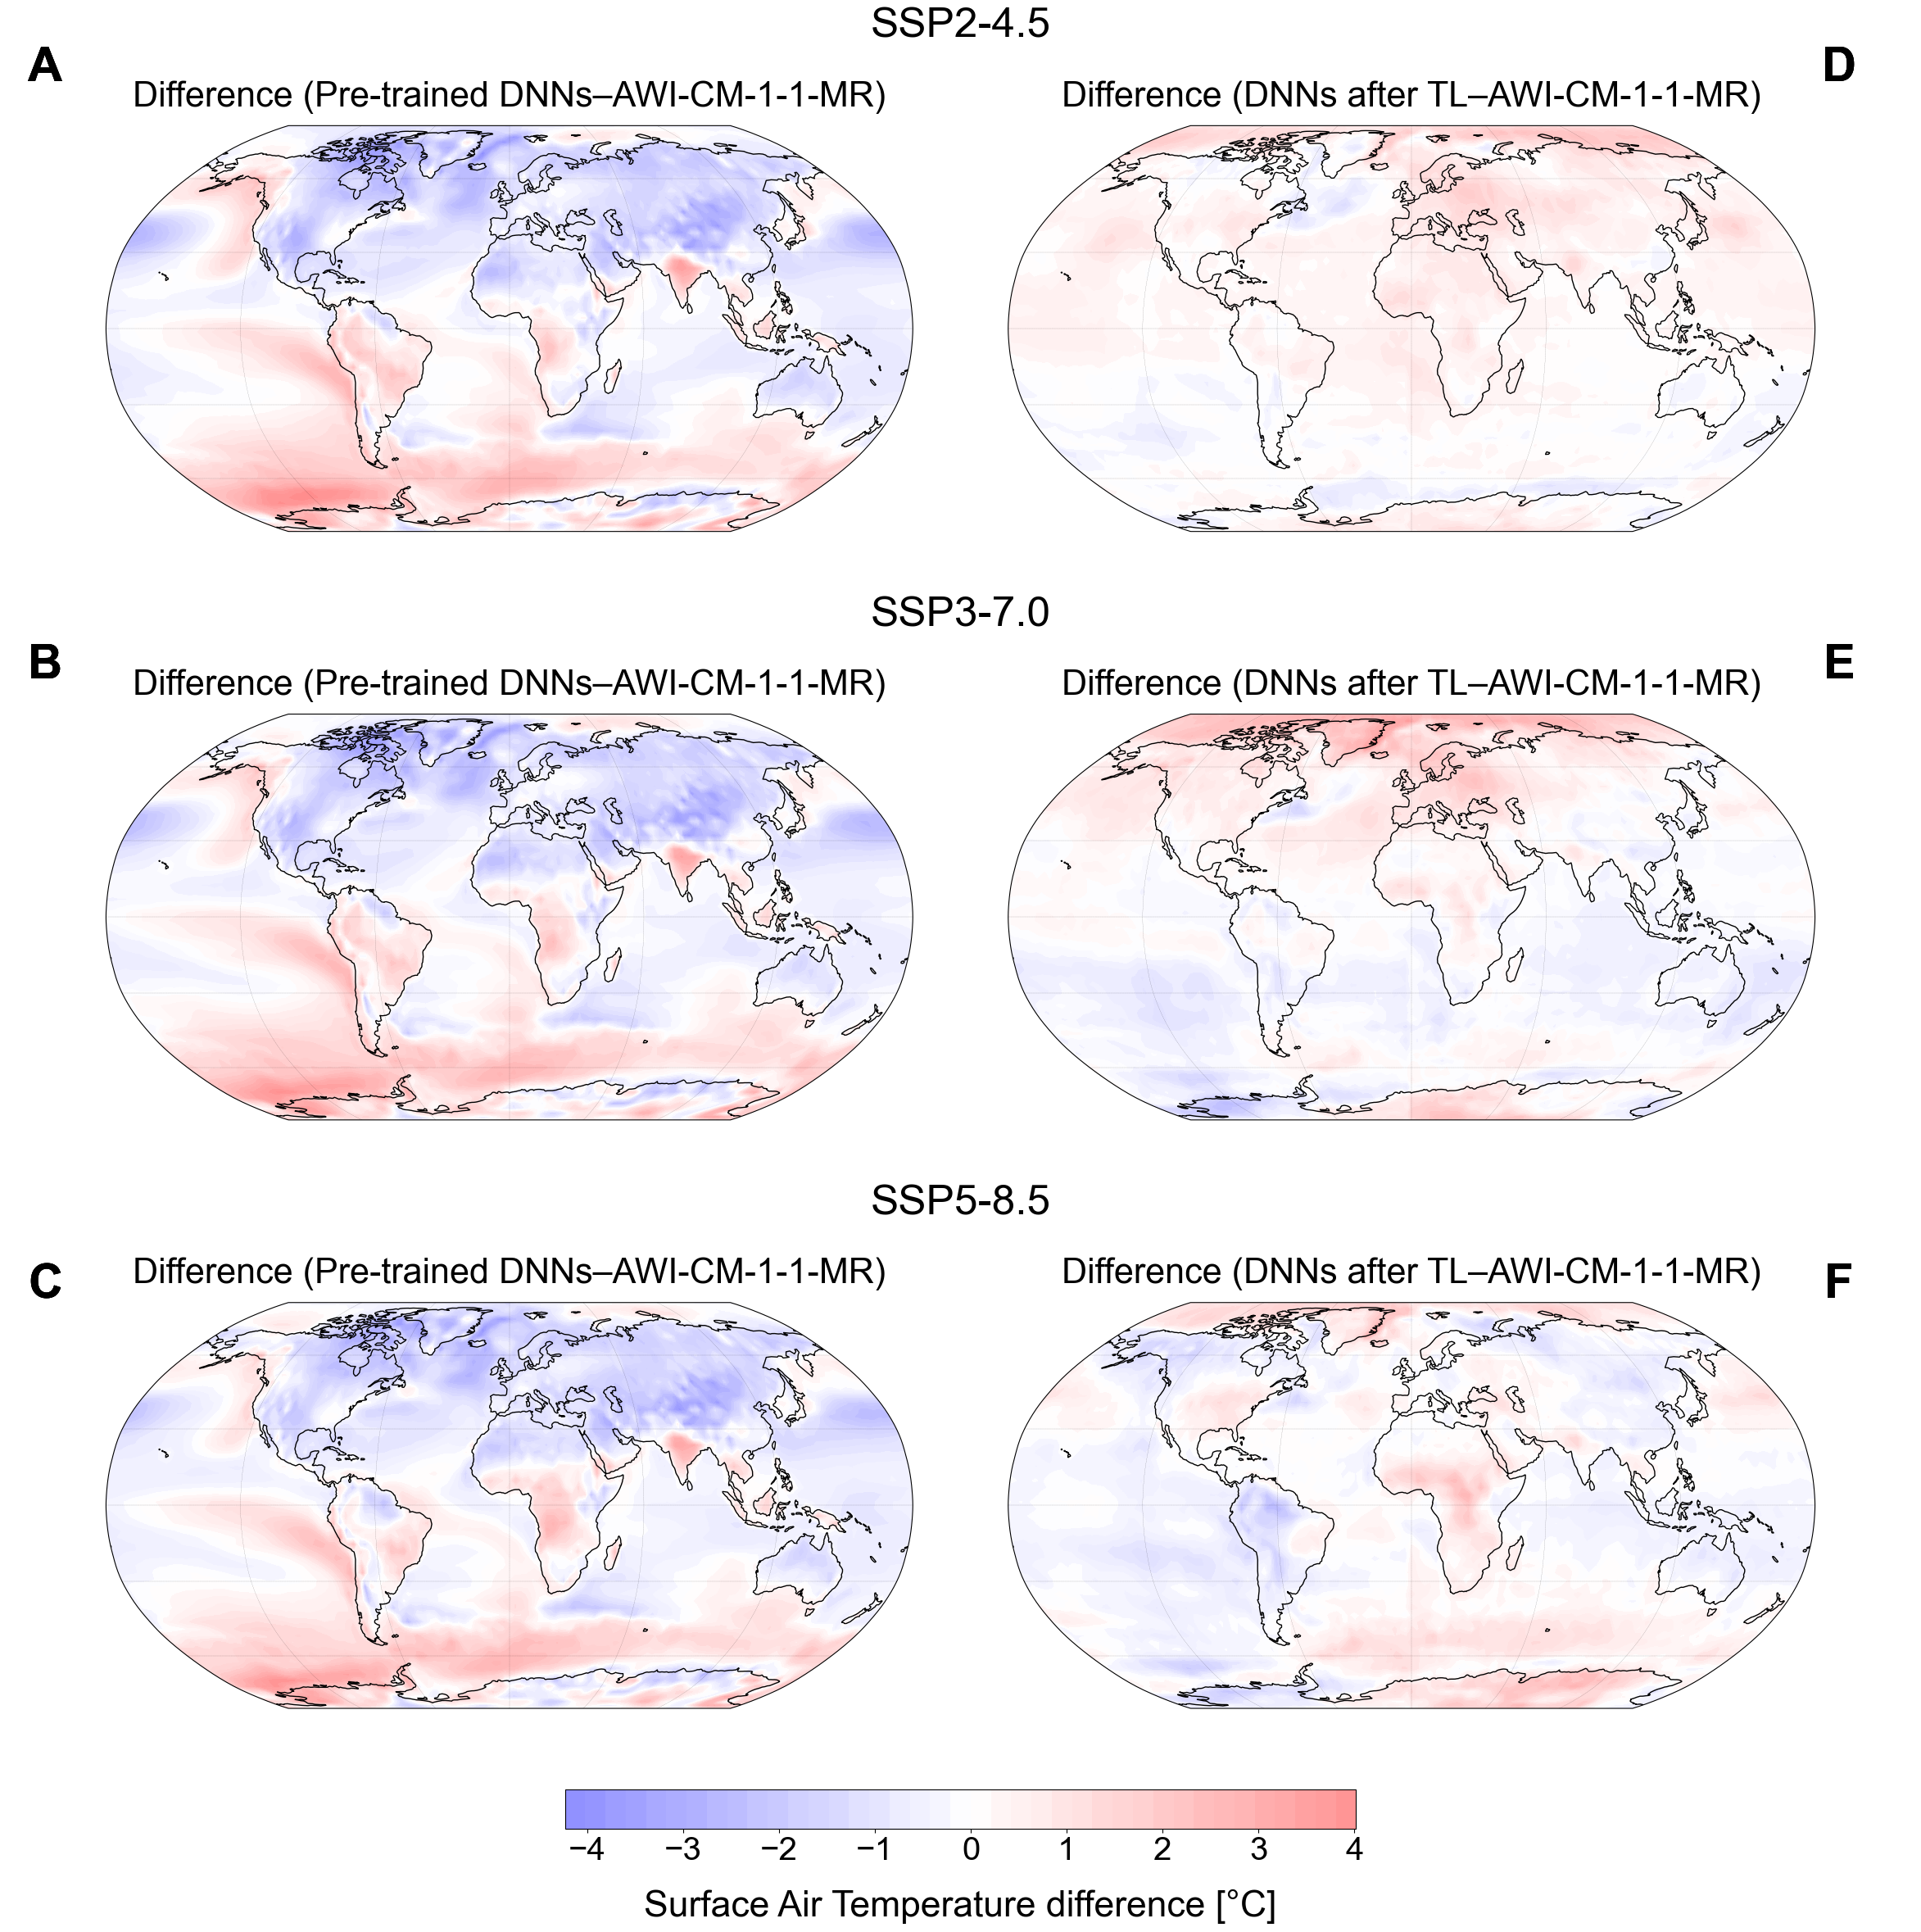 SSP2-4.5
A
D
Difference (Pre-trained DNNs–AWI-CM-1-1-MR)
Difference (DNNs after TL–AWI-CM-1-1-MR)
SSP3-7.0
B
E
Difference (Pre-trained DNNs–AWI-CM-1-1-MR)
Difference (DNNs after TL–AWI-CM-1-1-MR)
SSP5-8.5
C
F
Difference (Pre-trained DNNs–AWI-CM-1-1-MR)
Difference (DNNs after TL–AWI-CM-1-1-MR)
−4 −3 −2 −1 0 1 2 3 4
Surface Air Temperature difference [°C]